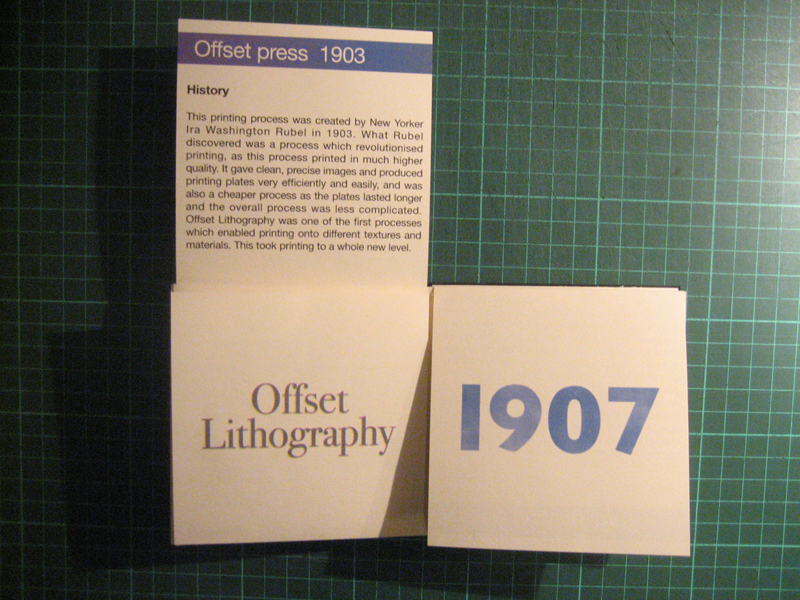 Offset press 1903
History
This printing process was created by New Yorker
Ira Washington Rubel in 1903. What Rubel
discovered was a process which revolutionised
printing, as this process printed in much higher
quality. It gave clean, precise images and produced
printing plates very efficiently and easily, and was
also a cheaper process as the plates lasted longer
and the overall process was less complicated.
Offset Lithography was one of the first processes
which enabled printing onto different textures and
materials. This took printing to a whole new level.
Offset
Lithography
1907